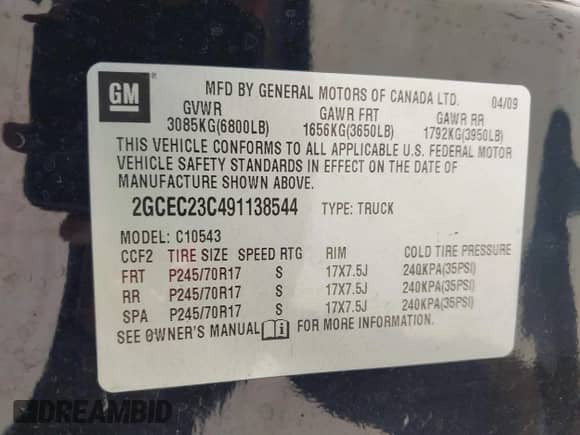 GM
MFD BY GENERAL MOTORS OF CANADA LTD. 04/09
GVWR GAWR FRT GAWR RR
3085KG(6800LB) 1656KG(3650LB) 1792KG(3950LB)
THIS VEHICLE CONFORMS TO ALL APPLICABLE U.S. FEDERAL MOTOR
VEHICLE SAFETY STANDARDS IN EFFECT ON THE DATE OF
MANUFACTURE SHOWN ABOVE.
2GCEC23C491138544 TYPE: TRUCK
MODEL: C10543
CCF2 TIRE SIZE SPEED RTG RIM COLD TIRE PRESSURE
FRT P245/70R17 S 17X7.5J 240KPA(35PSI)
RR P245/70R17 S 17X7.5J 240KPA(35PSI)
SPA P245/70R17 S 17X7.5J 240KPA(35PSI)
SEE OWNER'S MANUAL FOR MORE INFORMATION.
DREAMBID